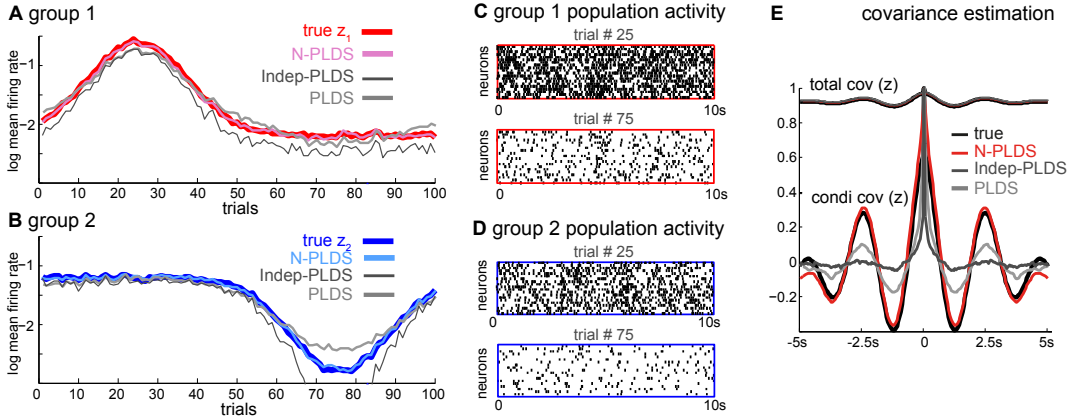 A group 1
true z1
N-PLDS
Indep-PLDS
PLDS
log mean firing rate
−1
−2
0 10 20 30 40 50 60 70 80 90 100
trials
B group 2
true z2
N-PLDS
Indep-PLDS
PLDS
log mean firing rate
−1
−2
0 10 20 30 40 50 60 70 80 90 100
trials
C group 1 population activity
trial # 25
neurons
0 10s
trial # 75
neurons
0 10s
D group 2 population activity
trial # 25
neurons
0 10s
trial # 75
neurons
0 10s
E covariance estimation
total cov (z)
true
N-PLDS
Indep-PLDS
PLDS
condi cov (z)
1
0.8
0.6
0.4
0.2
0
−0.2
-5s -2.5s 0 2.5s 5s